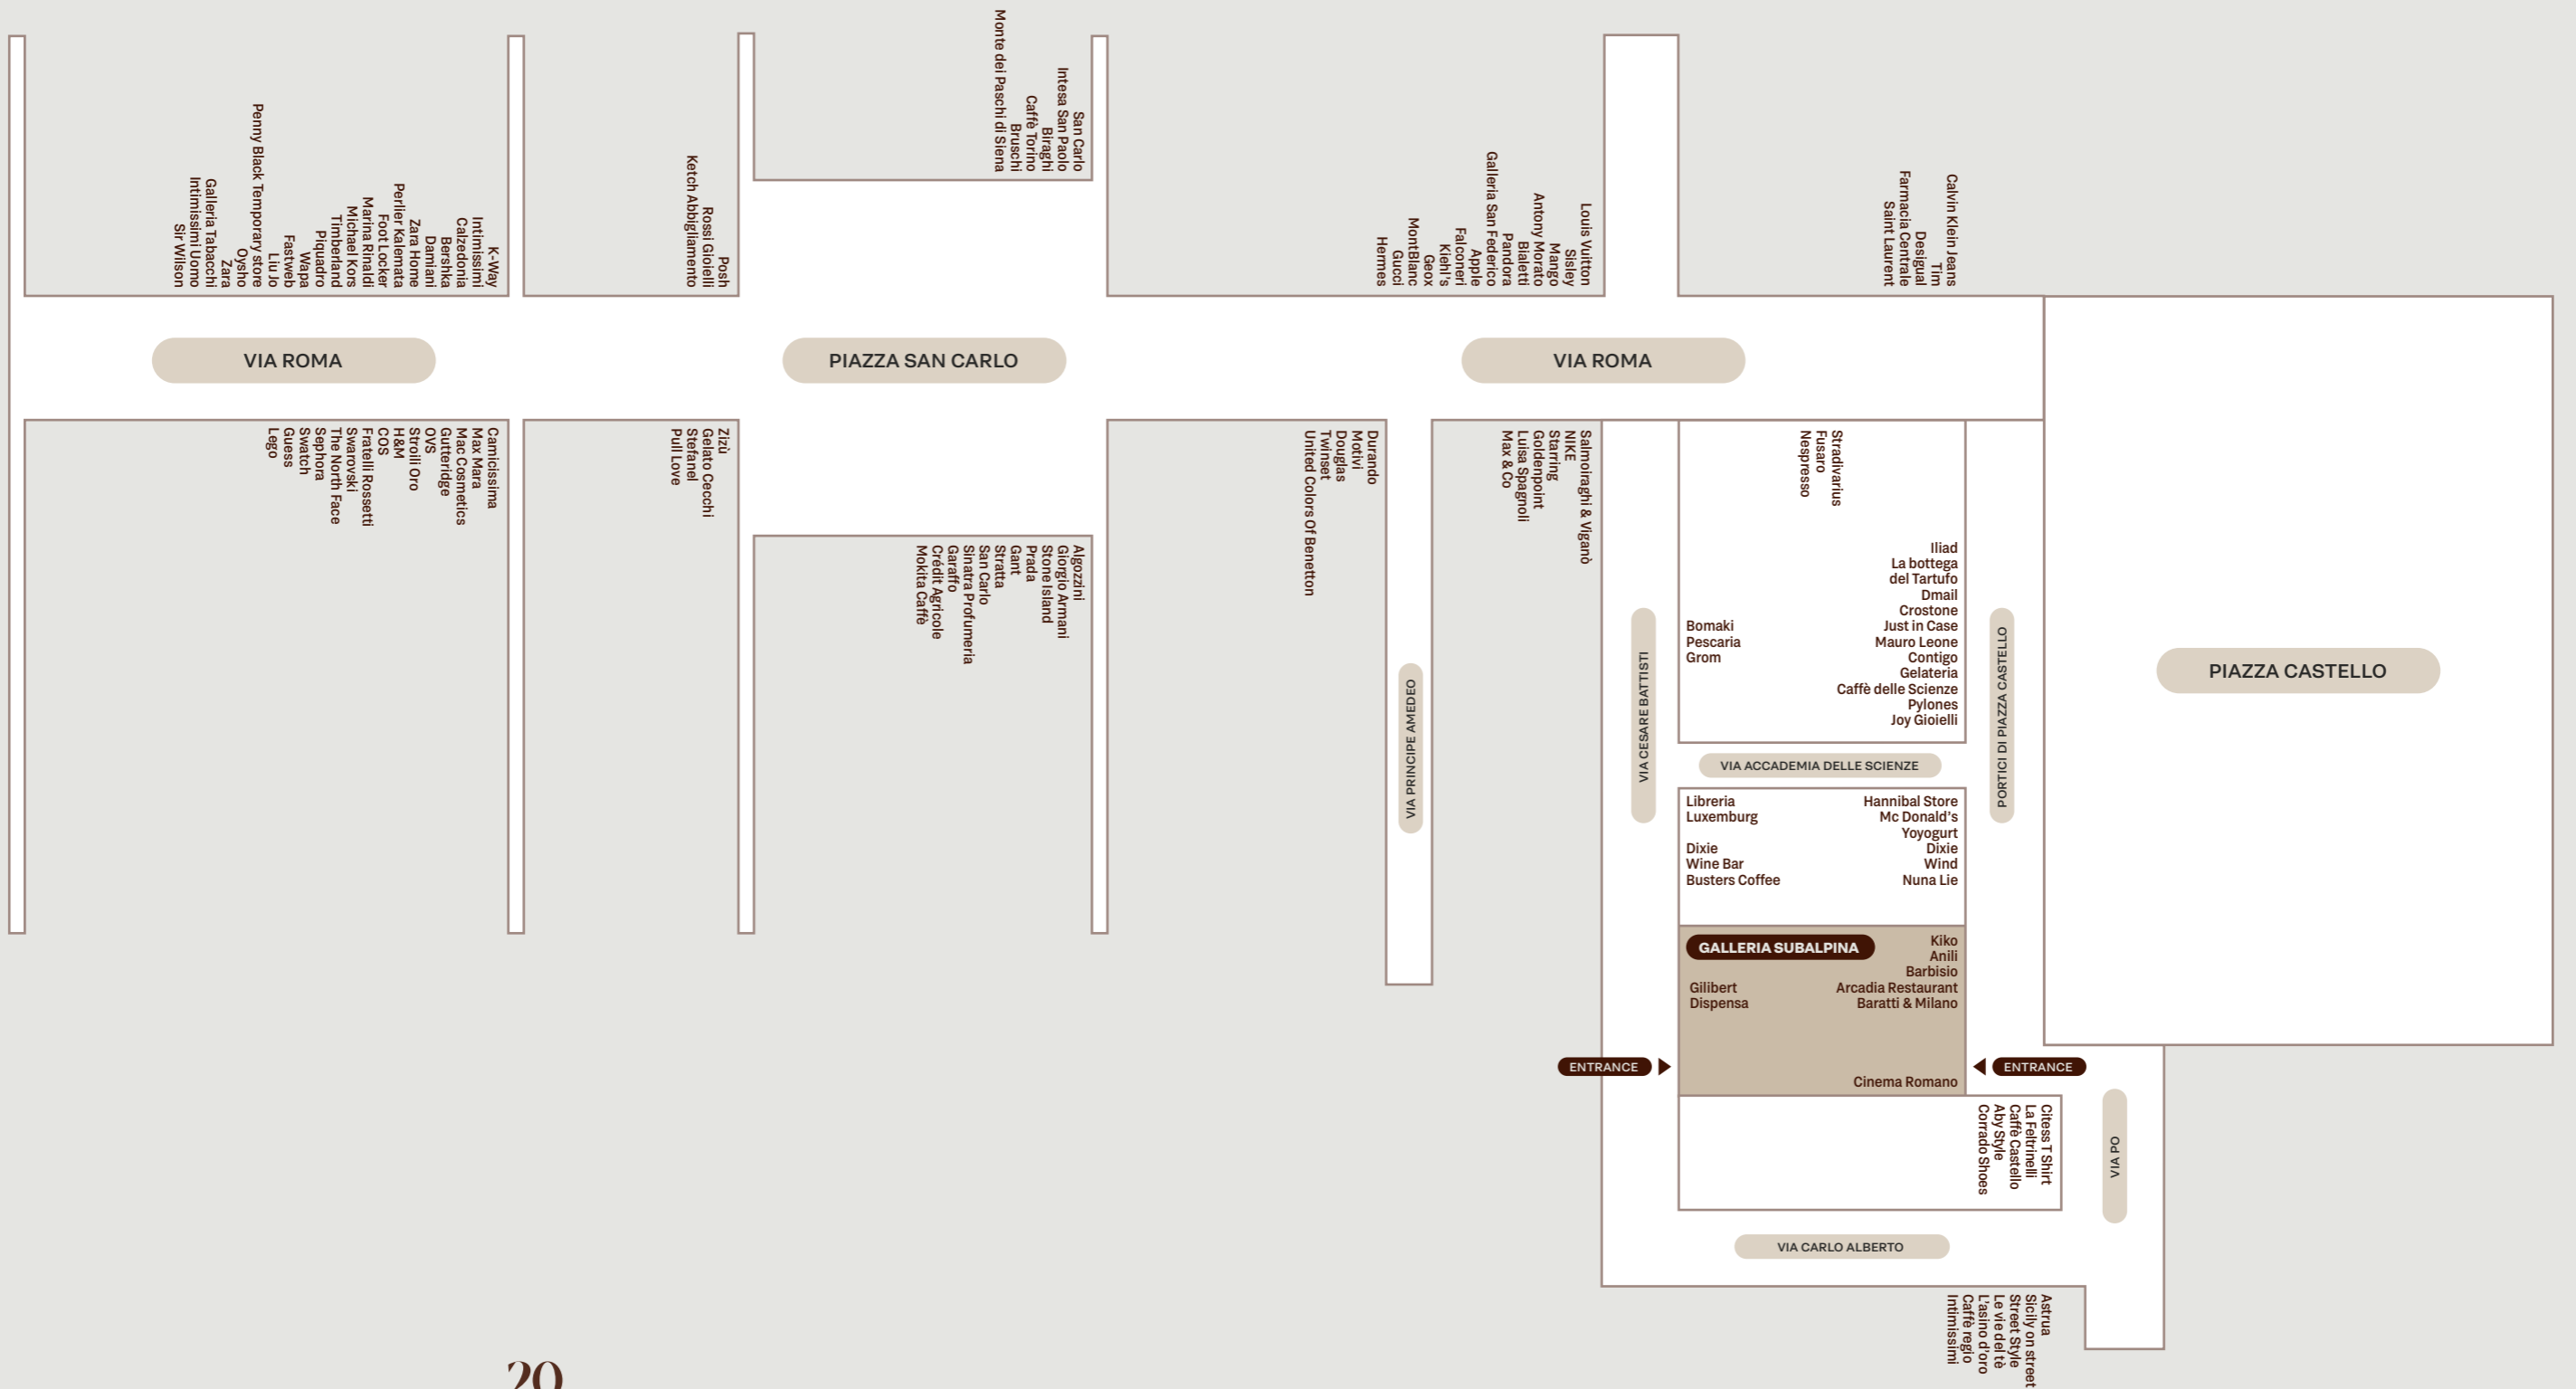 Sir Wilson
Intimissimi Uomo
Galleria Tabacchi
Zara
Oysho
Penny Black Temporary store
Liu Jo
Fastweb
Wapa
Piquadro
Timberland
Michael Kors
Marina Rinaldi
Foot Locker
Perlier Kalemata
Zara Home
Damiani
Bershka
Calzedonia
Intimissimi
K-Way
Ketch Abbigliamento
Rossi Gioielli
Posh
Monte dei Paschi di Siena
Bruschi
Caffè Torino
Biraghi
Intesa San Paolo
San Carlo
Hermes
Gucci
MontBlanc
Geox
Kiehl's
Falconeri
Apple
Galleria San Federico
Pandora
Bialetti
Antony Morato
Mango
Sisley
Louis Vuitton
Saint Laurent
Farmacia Centrale
Desigual
Tim
Calvin Klein Jeans
VIA ROMA
PIAZZA SAN CARLO
VIA ROMA
Camicissima
Max Mara
Mac Cosmetics
Gutteridge
OVS
Stroili Oro
H&M
COS
Fratelli Rossetti
Swarovski
The North Face
Sephora
Swatch
Guess
Lego
Zizù
Gelato Cecchi
Stefanel
Pull Love
Algozzini
Giorgio Armani
Stone Island
Prada
Gant
Stratta
San Carlo
Sinatra Profumeria
Garaffo
Crédit Agricole
Mokita Caffè
Durando
Motivi
Douglas
Twinset
United Colors Of Benetton
VIA PRINCIPE AMEDEO
Salmoiraghi & Viganò
NIKE
Starring
Goldenpoint
Luisa Spagnoli
Max & Co
VIA CESARE BATTISTI
Stradivarius
Fusaro
Nespresso
Iliad
La bottega
del Tartufo
Dmail
Crostone
Just in Case
Mauro Leone
Contigo
Gelateria
Caffè delle Scienze
Pylones
Joy Gioielli
Bomaki
Pescaria
Grom
PORTICI DI PIAZZA CASTELLO
PIAZZA CASTELLO
VIA ACCADEMIA DELLE SCIENZE
Libreria
Luxemburg
Dixie
Wine Bar
Busters Coffee
Hannibal Store
Mc Donald's
Yoyogurt
Dixie
Wind
Nuna Lie
GALLERIA SUBALPINA
Kiko
Anili
Barbisio
Arcadia Restaurant
Baratti & Milano
Gilibert
Dispensa
ENTRANCE
ENTRANCE
Cinema Romano
Citess T Shirt
La Feltrinelli
Caffè Castello
Aby Style
Corrado Shoes
VIA PO
VIA CARLO ALBERTO
Astrua
Sicily on street
Street Style
Le vie del tè
L'asino d'oro
Caffè regio
Intimissimi
20